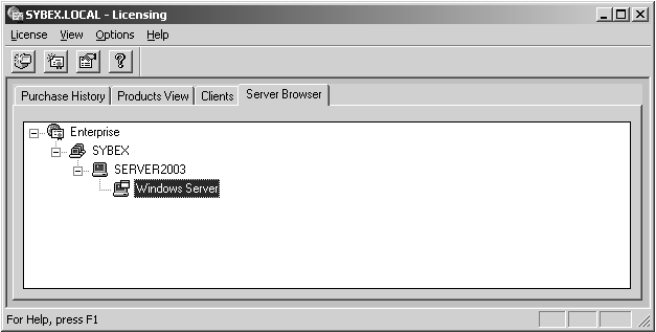 SYBEX.LOCAL - Licensing
License View Options Help
Purchase History Products View Clients Server Browser
Enterprise
SYBEX
SERVER2003
Windows Server
For Help, press F1